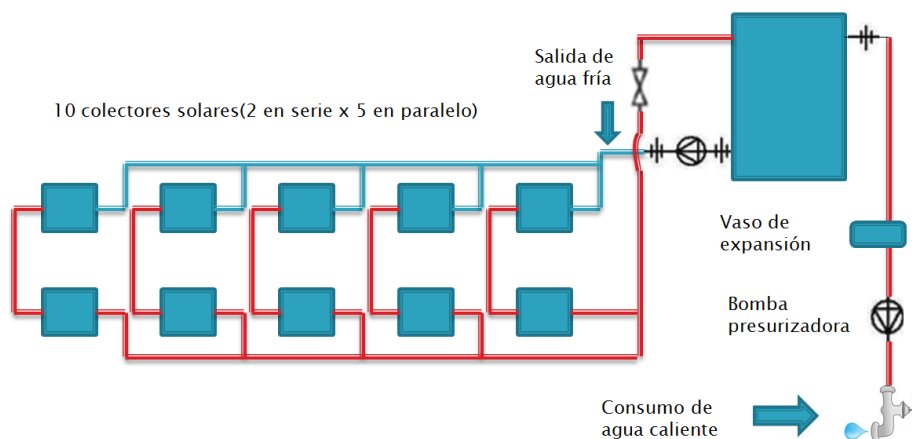 Salida de
agua fría
10 colectores solares(2 en serie x 5 en paralelo)
Vaso de
expansión
Bomba
presurizadora
Consumo de
agua caliente